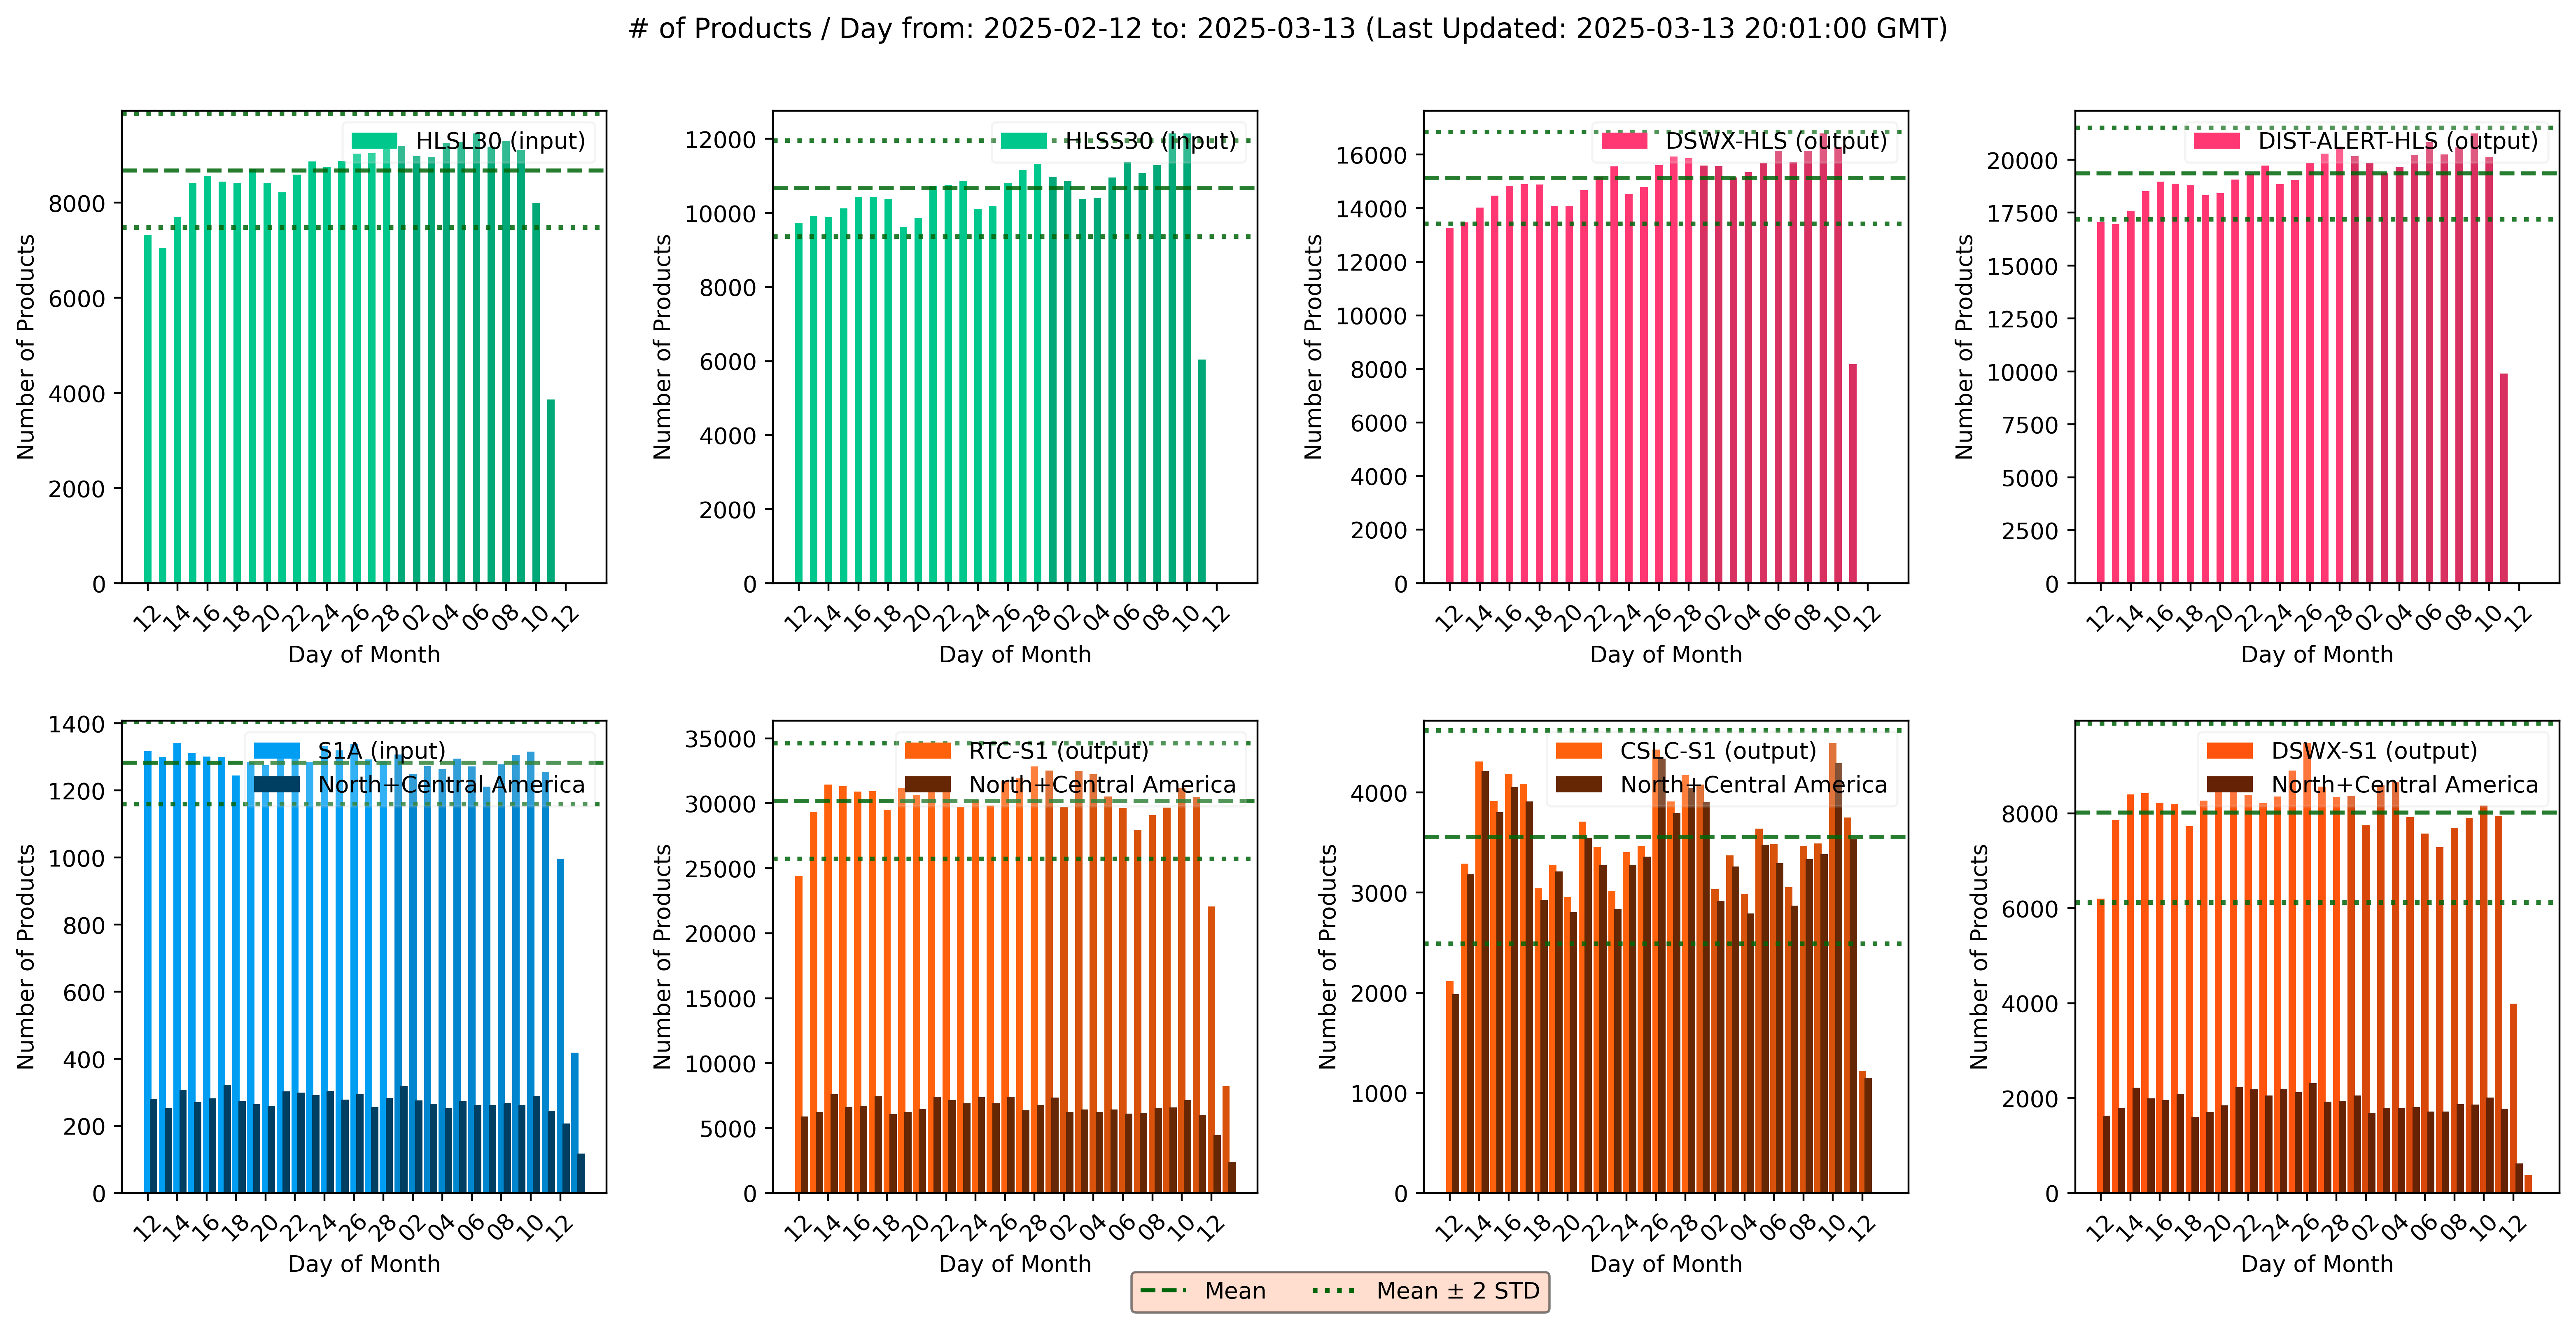 # of Products / Day from: 2025-02-12 to: 2025-03-13 (Last Updated: 2025-03-13 20:01:00 GMT)
HLSL30 (input)
Number of Products
8000
6000
4000
2000
0
12 14 16 18 20 22 24 26 28 02 04 06 08 10 12
Day of Month
HLSS30 (input)
Number of Products
12000
10000
8000
6000
4000
2000
0
12 14 16 18 20 22 24 26 28 02 04 06 08 10 12
Day of Month
DSWX-HLS (output)
Number of Products
16000
14000
12000
10000
8000
6000
4000
2000
0
12 14 16 18 20 22 24 26 28 02 04 06 08 10 12
Day of Month
DIST-ALERT-HLS (output)
Number of Products
20000
17500
15000
12500
10000
7500
5000
2500
0
12 14 16 18 20 22 24 26 28 02 04 06 08 10 12
Day of Month
S1A (input)
North+Central America
Number of Products
1400
1200
1000
800
600
400
200
0
12 14 16 18 20 22 24 26 28 02 04 06 08 10 12
Day of Month
RTC-S1 (output)
North+Central America
Number of Products
35000
30000
25000
20000
15000
10000
5000
0
12 14 16 18 20 22 24 26 28 02 04 06 08 10 12
Day of Month
CSLC-S1 (output)
North+Central America
Number of Products
4000
3000
2000
1000
0
12 14 16 18 20 22 24 26 28 02 04 06 08 10 12
Day of Month
DSWX-S1 (output)
North+Central America
Number of Products
8000
6000
4000
2000
0
12 14 16 18 20 22 24 26 28 02 04 06 08 10 12
Day of Month
Mean
Mean ± 2 STD